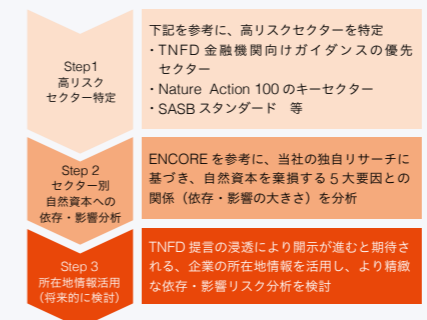 Step1
高リスク
セクター特定
下記を参考に、高リスクセクターを特定
・TNFD 金融機関向けガイダンスの優先
セクター
・Nature Action 100 のキーセクター
・SASB スタンダード 等
Step 2
セクター別
自然資本への
依存・影響分析
ENCORE を参考に、当社の独自リサーチに
基づき、自然資本を棄損する 5 大要因との
関係（依存・影響の大きさ）を分析
Step 3
所在地情報活用
（将来的に検討）
TNFD 提言の浸透により開示が進むと期待さ
れる、企業の所在地情報を活用し、より精緻
な依存・影響リスク分析を検討